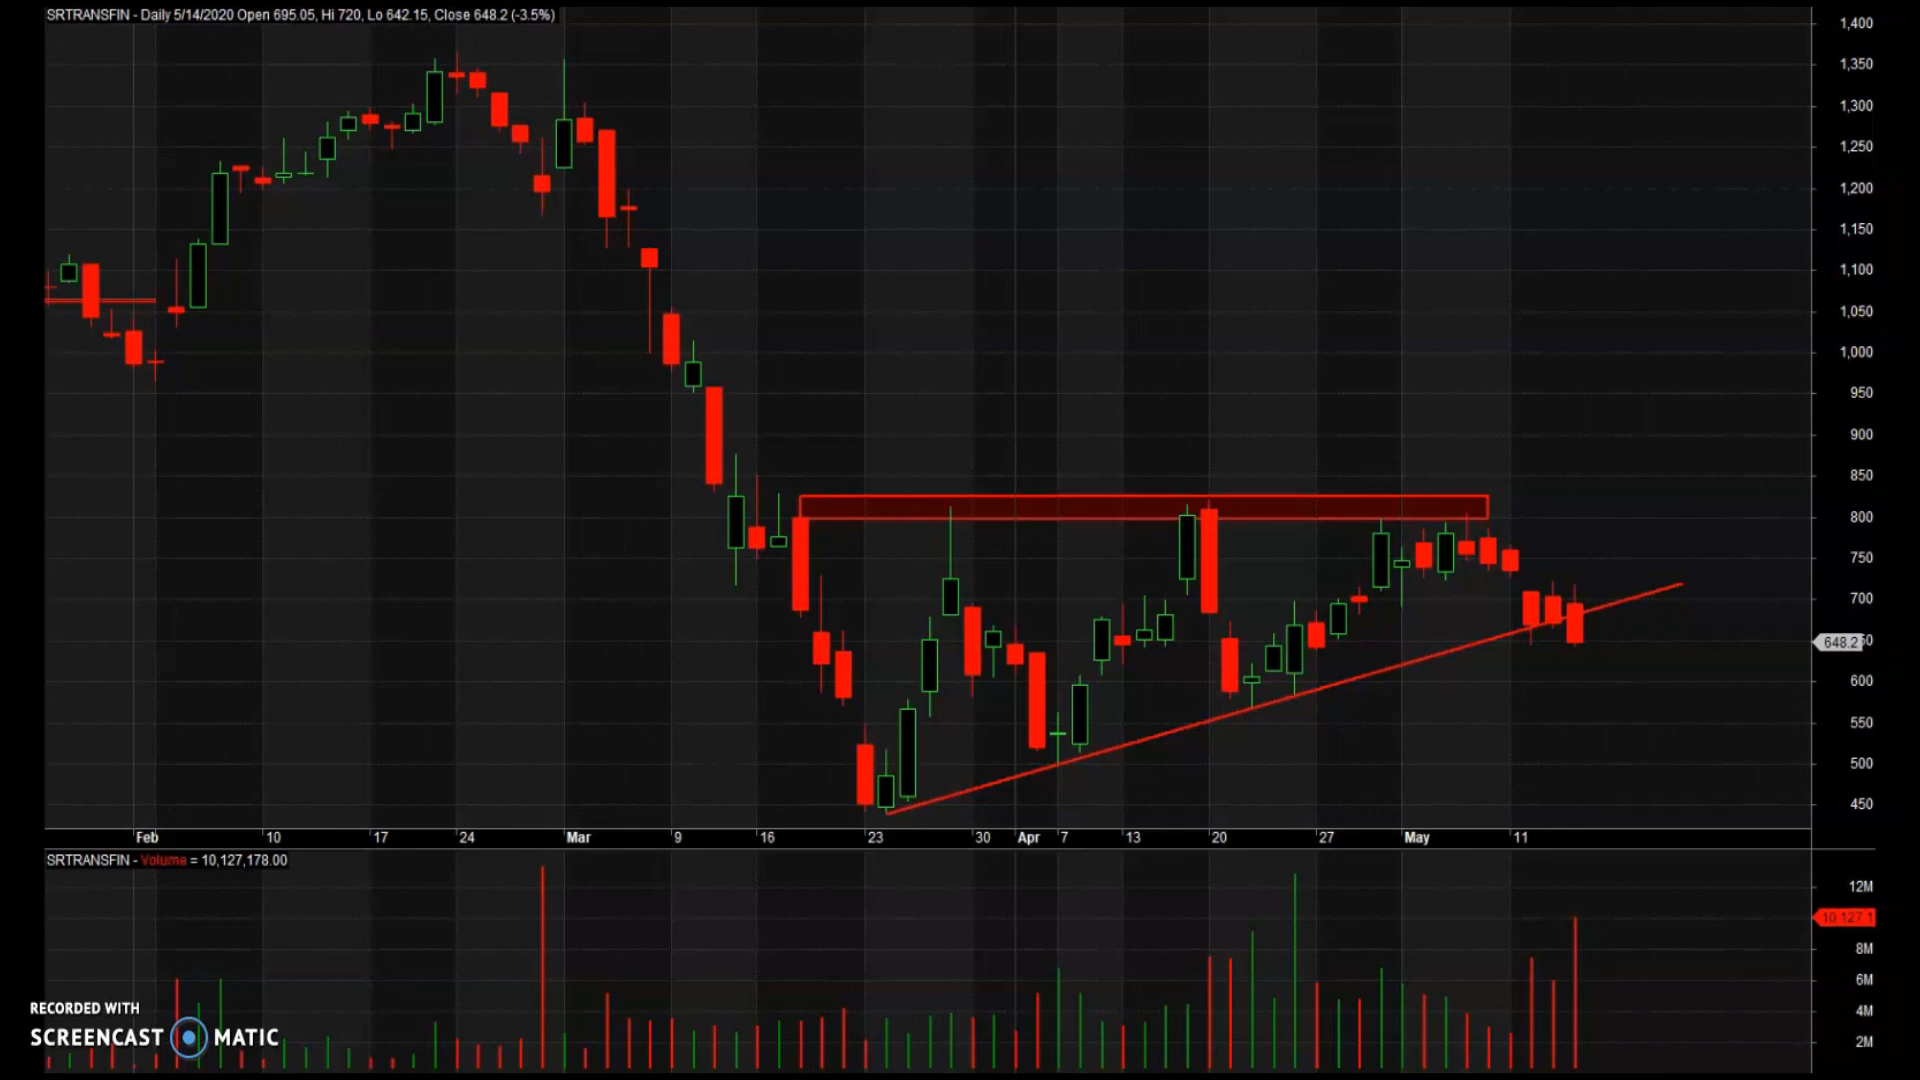 SRTRANSFIN - Daily 5/14/2020 Open 695.05, Hi 720, Lo 642.15, Close 648.2 (-3.5%)
1,400
1,350
1,300
1,250
1,200
1,150
1,100
1,050
1,000
950
900
850
800
750
700
648.2
600
550
500
450
Feb 10 17 24 Mar 9 16 23 30 Apr 7 13 20 27 May 11
SRTRANSFIN - Volume = 10,127,178.00
12M
10 127 1
8M
6M
4M
2M
RECORDED WITH
SCREENCAST MATIC